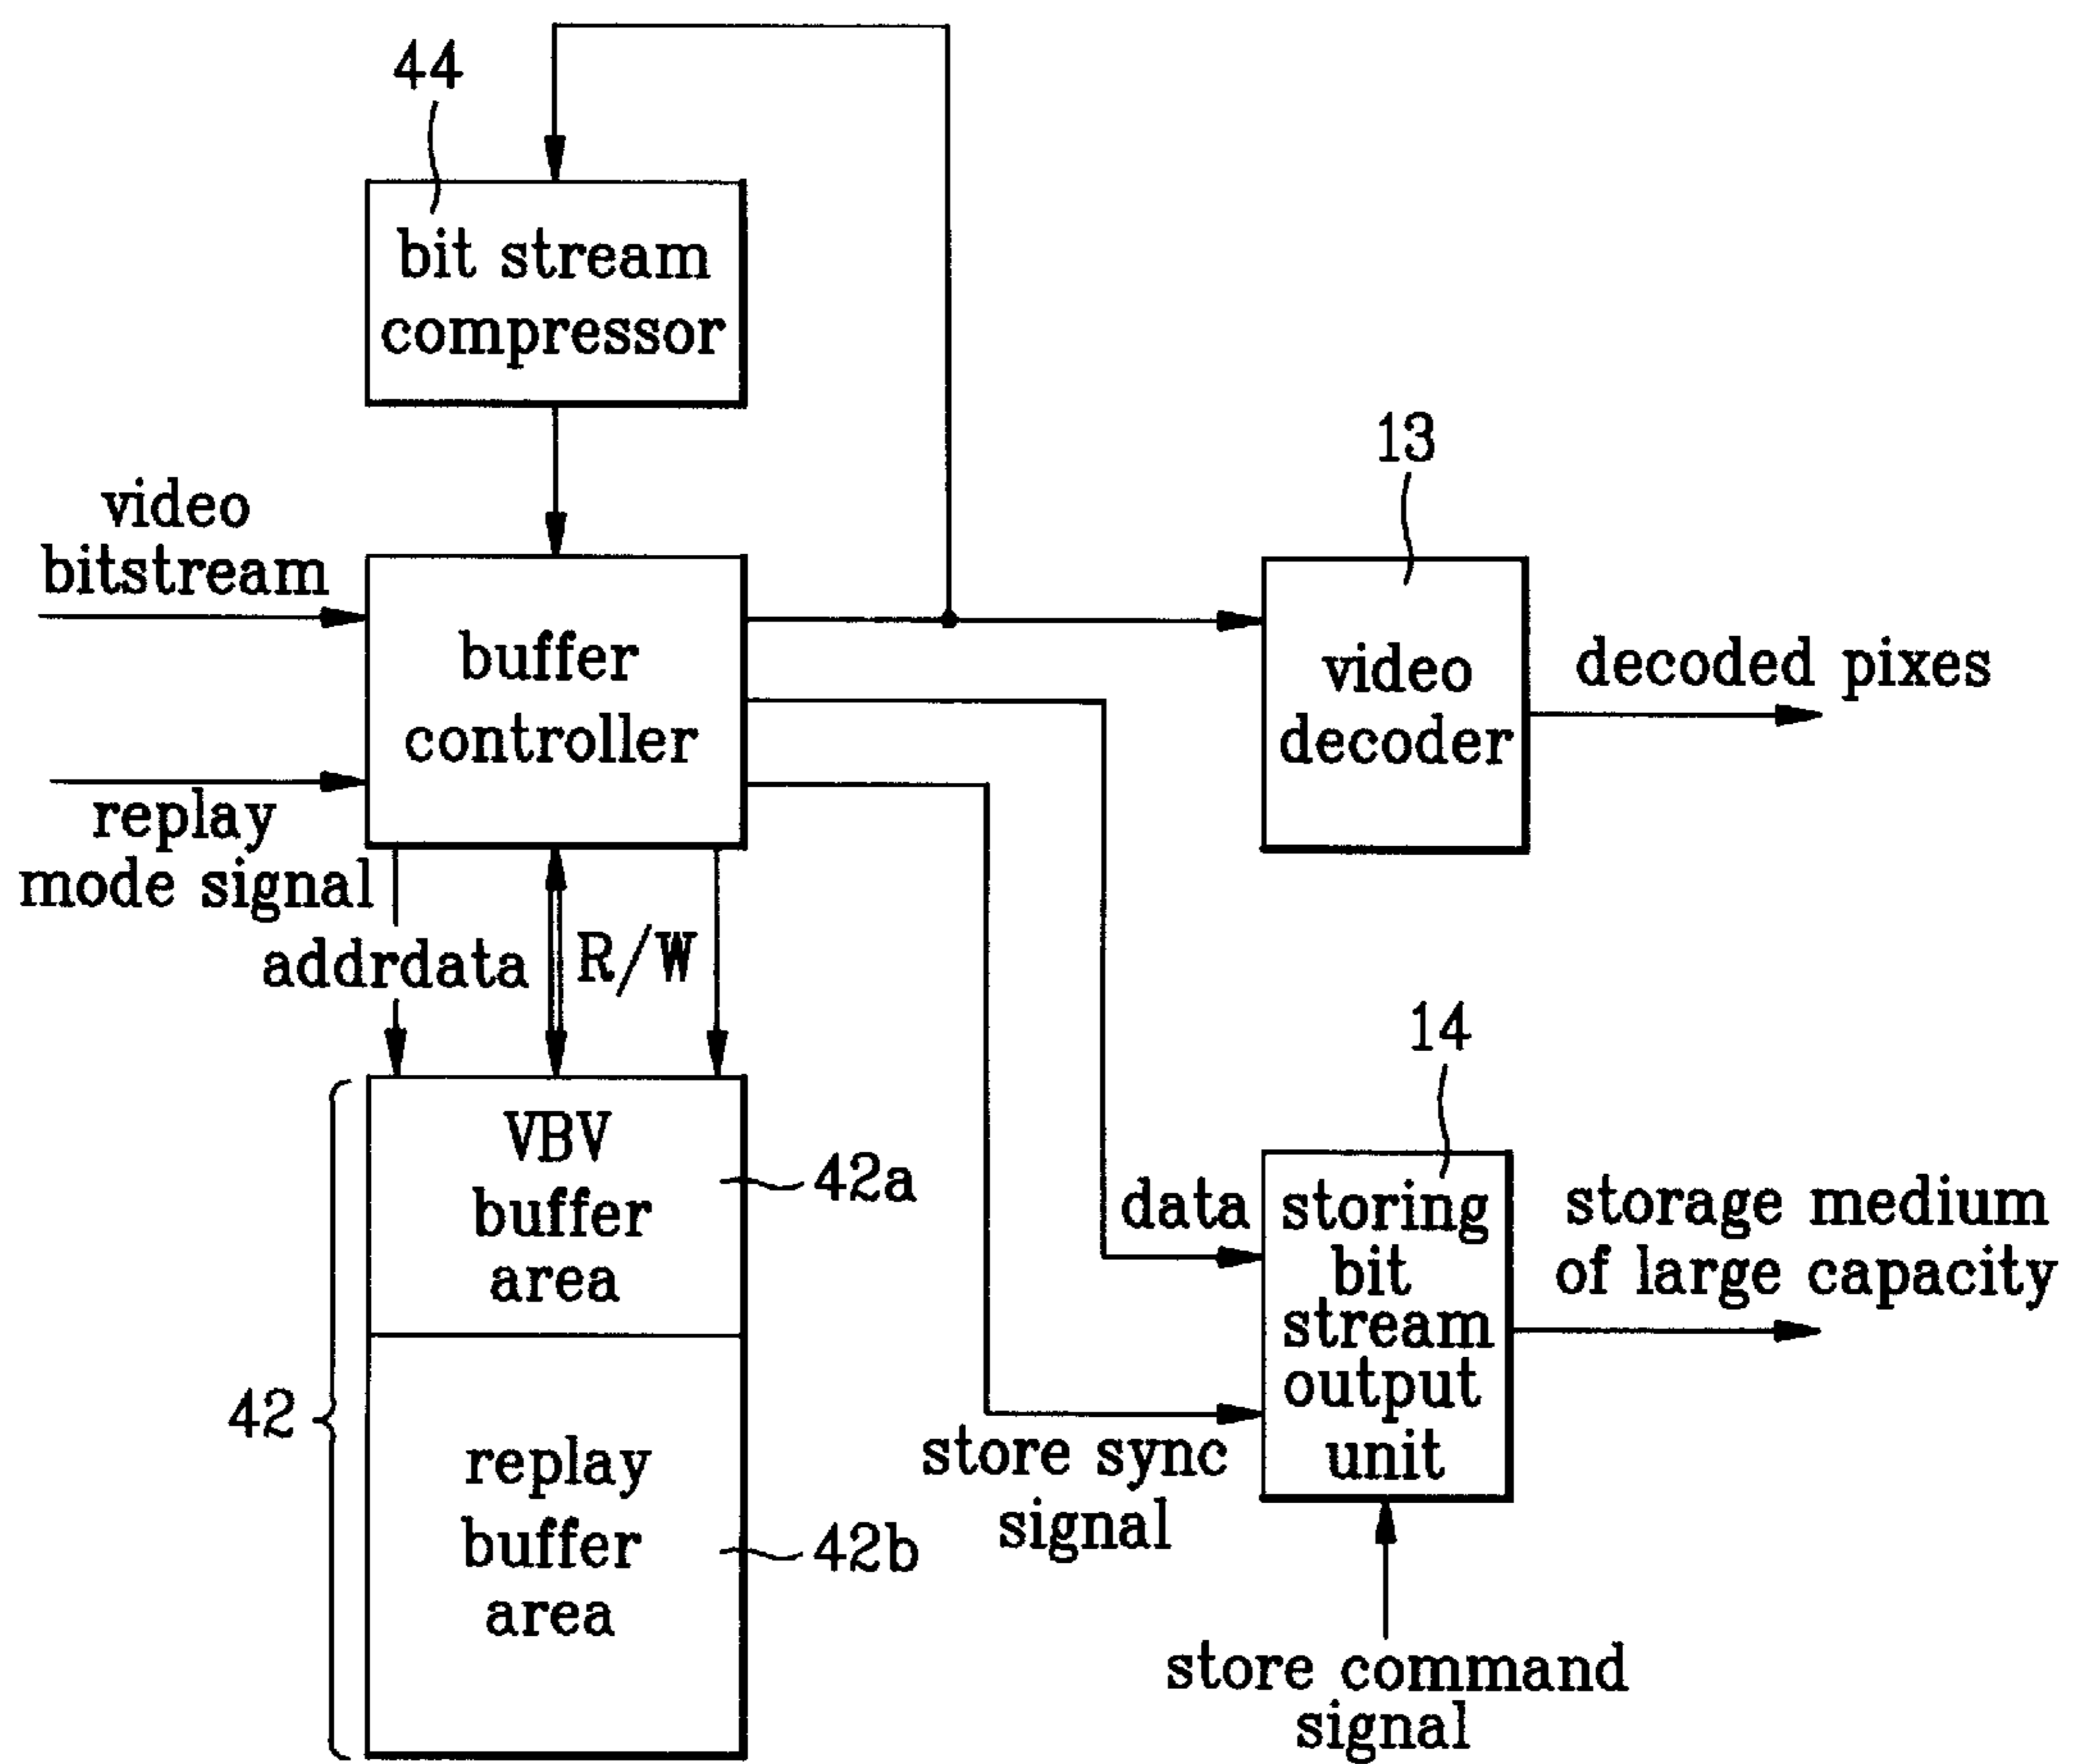 44
bit stream
compressor
13
video
bitstream
buffer
controller
video
decoder
decoded pixes
replay
mode signal
addrdata
R/W
14
VBV
buffer
area
42a
data
storing
bit
stream
output
unit
storage medium
of large capacity
42
replay
buffer
area
42b
store sync
signal
store command
signal